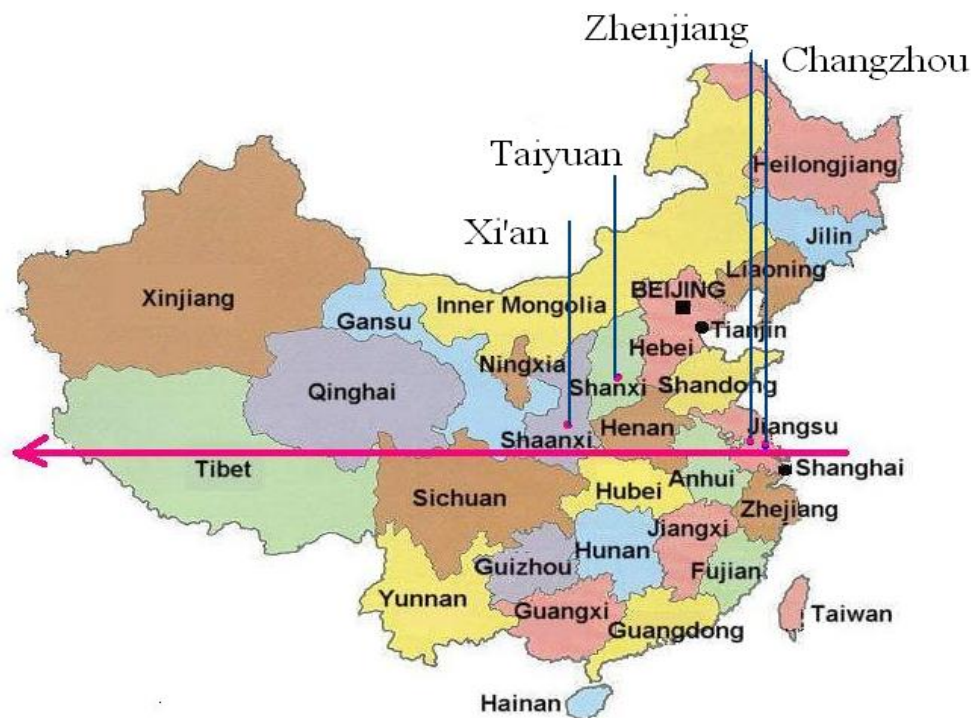 Zhenjiang
Changzhou
Taiyuan
Heilongjiang
Xi'an
Jilin
Liaoning
Xinjiang
Inner Mongolia
BEIJING
Gansu
Tianjin
Hebei
Ningxia
Qinghai
Shanxi
Shandong
Henan
Jiangsu
Shaanxi
Tibet
Shanghai
Anhui
Sichuan
Hubei
Zhejiang
Jiangxi
Hunan
Guizhou
Fujian
Yunnan
Guangxi
Taiwan
Guangdong
Hainan